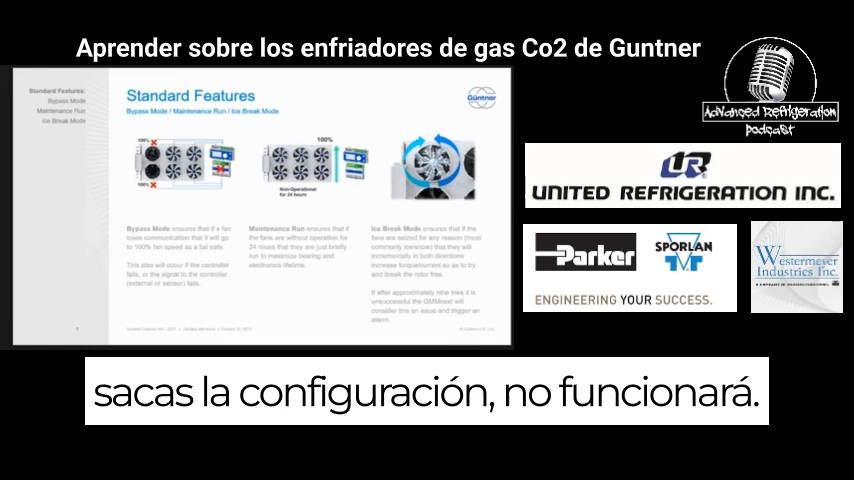 Aprender sobre los enfriadores de gas Co2 de Guntner
Advanced Refrigeration
podcast
Standard Features:
Bypass Mode
Maintenance Run
Ice Break Mode
Standard Features
Bypass Mode / Maintenance Run / Ice Break Mode
Güntner
100%
100%
100%
Non-Operational
for 24 hours
Bypass Mode ensures that if a fan
loses communication that it will go
to 100% fan speed as a fail safe.
This also will occur if the controller
fails, or the signal to the controller
(external or sensor) fails.
Maintenance Run ensures that if
the fans are without operation for
24 hours that they are just briefly
run to maximize bearing and
electronics lifetime.
Ice Break Mode ensures that if the
fans are seized for any reason (most
commonly ice/rain) that they will
incrementally in both directions
increase torque/current so as to try
and break the rotor free.
If after approximately nine tries it is
unsuccessful the GMMnext will
consider this an issue and trigger an
alarm.
UR
UNITED REFRIGERATION INC.
Parker
SPORLAN
ENGINEERING YOUR SUCCESS.
Westermeyer
Industries Inc.
sacas la configuración, no funcionará.